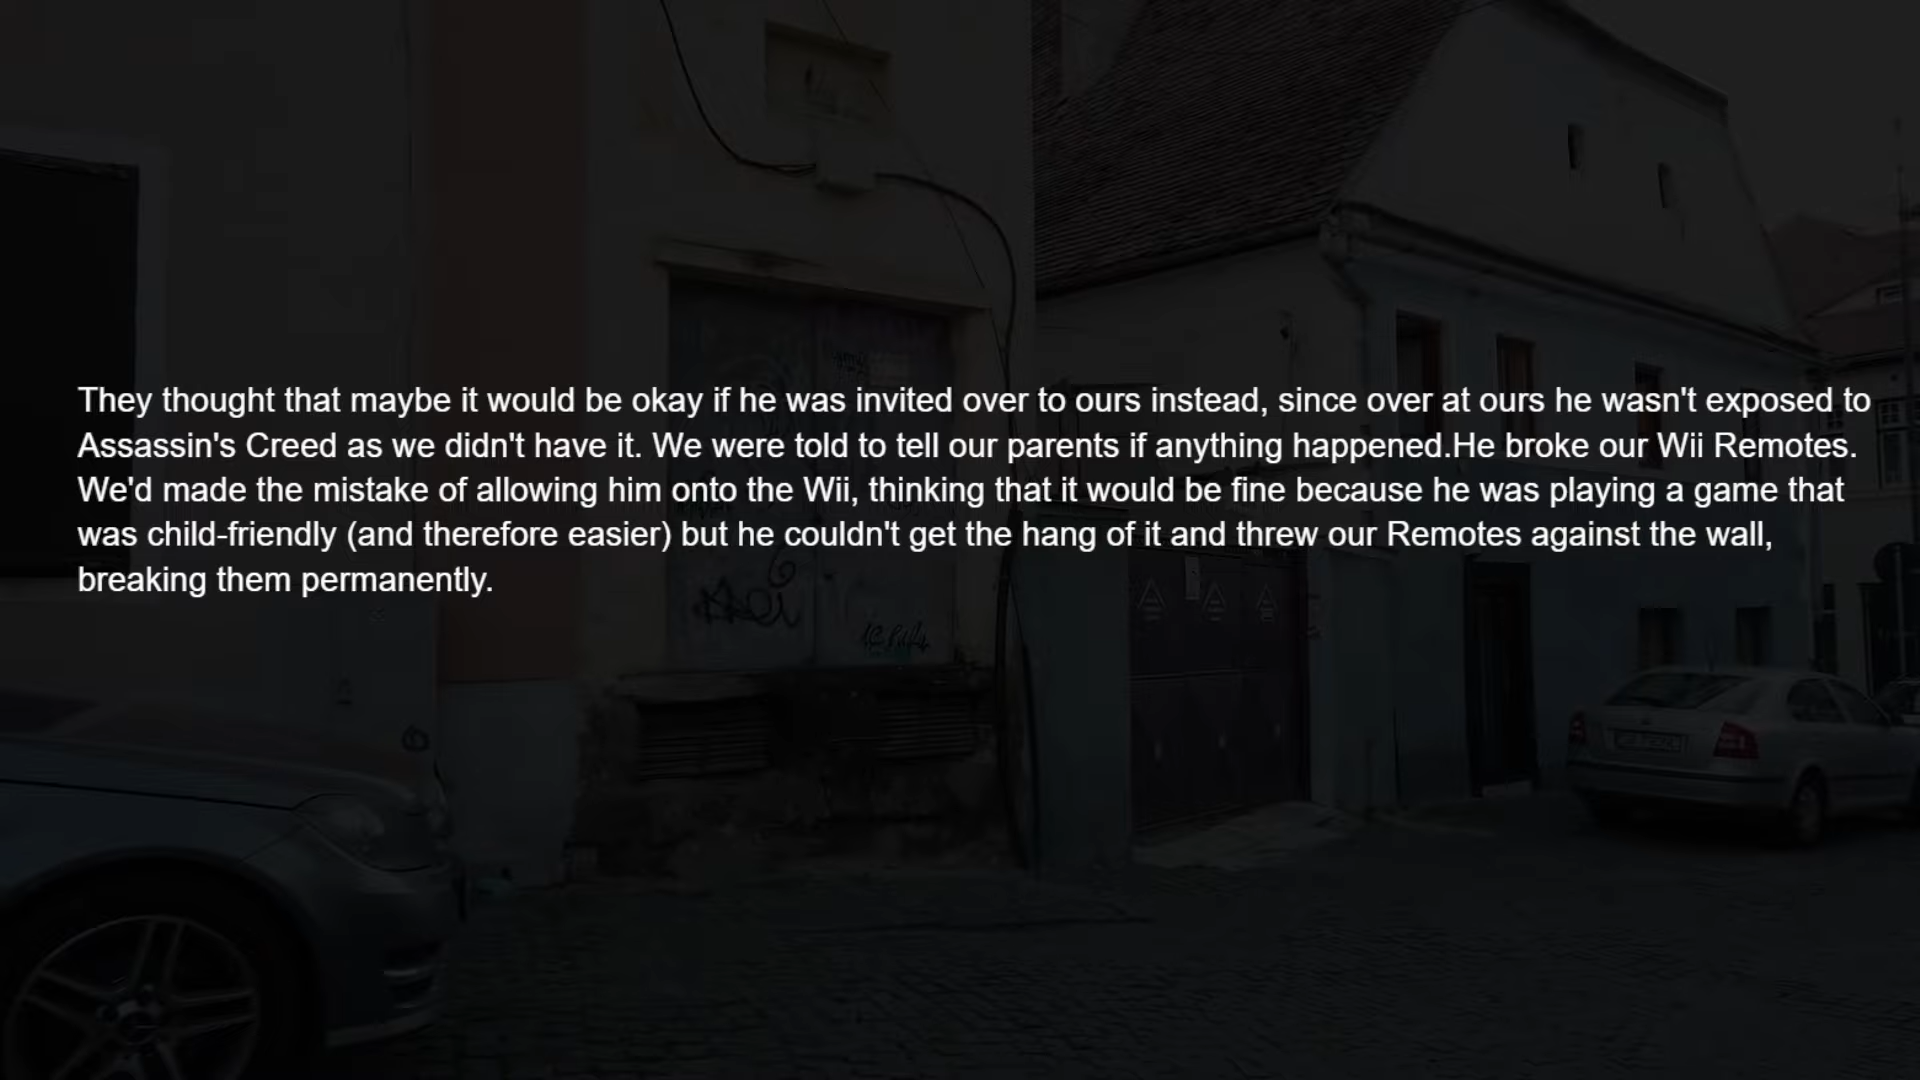 They thought that maybe it would be okay if he was invited over to ours instead, since over at ours he wasn't exposed to
Assassin's Creed as we didn't have it. We were told to tell our parents if anything happened.He broke our Wii Remotes.
We'd made the mistake of allowing him onto the Wii, thinking that it would be fine because he was playing a game that
was child-friendly (and therefore easier) but he couldn't get the hang of it and threw our Remotes against the wall,
breaking them permanently.